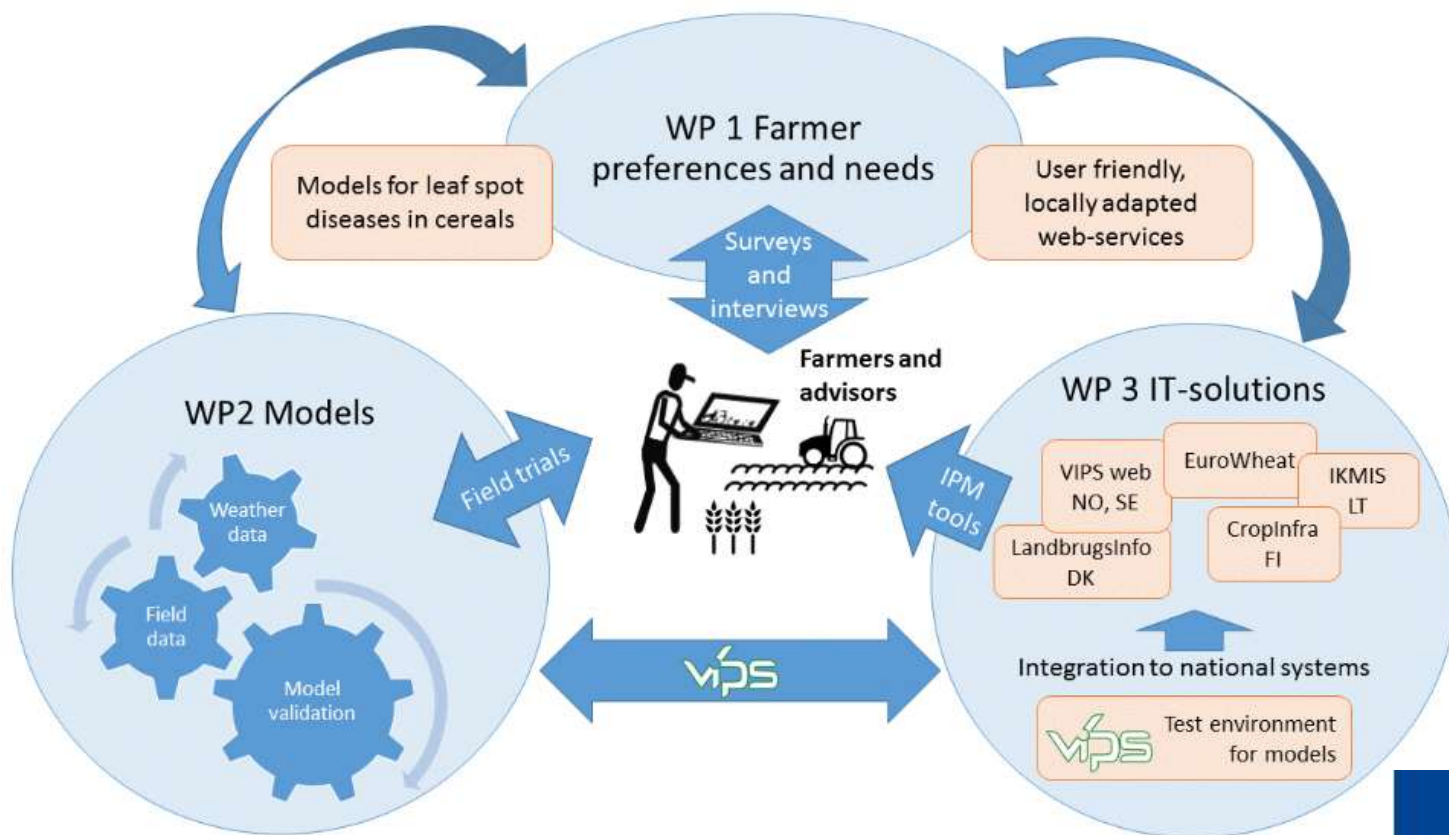 WP 1 Farmer
preferences and needs
Models for leaf spot
diseases in cereals
User friendly,
locally adapted
web-services
Surveys
and
interviews
Farmers and
advisors
WP2 Models
Weather
data
Field
data
Model
validation
Field trials
IPM
tools
WP 3 IT-solutions
VIPS web
NO, SE
EuroWheat
IKMIS
LT
LandbrugsInfo
DK
CropInfra
FI
Integration to national systems
VIPS
Test environment
for models
VIPS